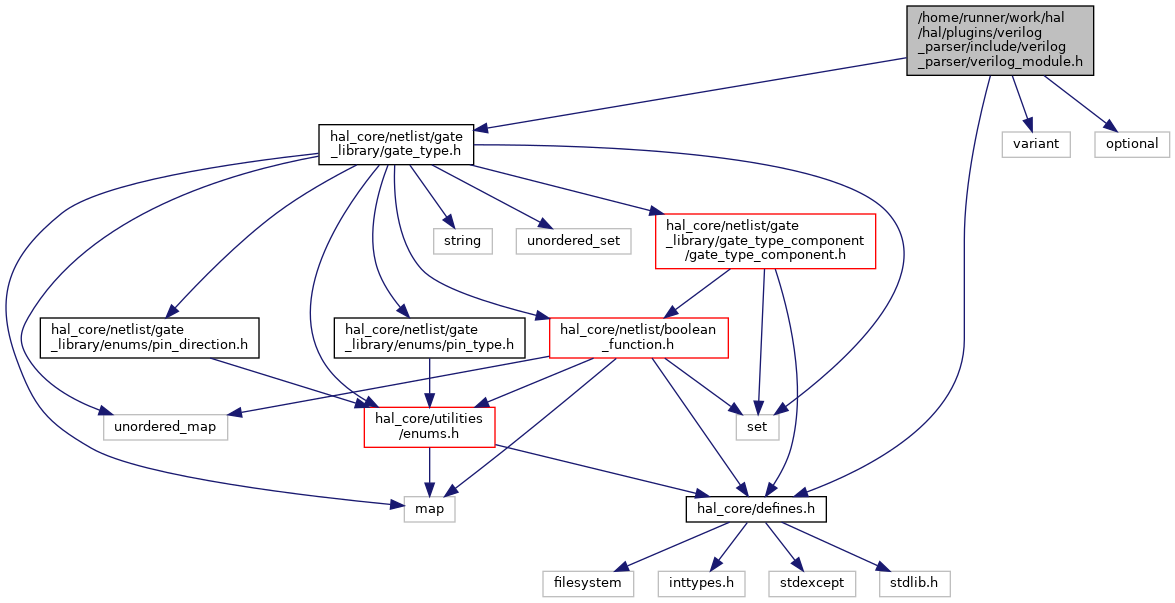 /home/runner/work/hal
/hal/plugins/verilog
_parser/include/verilog
_parser/verilog_module.h
hal_core/netlist/gate
_library/gate_type.h
variant
optional
string
unordered_set
hal_core/netlist/gate
_library/gate_type_component
/gate_type_component.h
hal_core/netlist/gate
_library/enums/pin_direction.h
hal_core/netlist/gate
_library/enums/pin_type.h
hal_core/netlist/boolean
_function.h
unordered_map
hal_core/utilities
/enums.h
set
map
hal_core/defines.h
filesystem
inttypes.h
stdexcept
stdlib.h